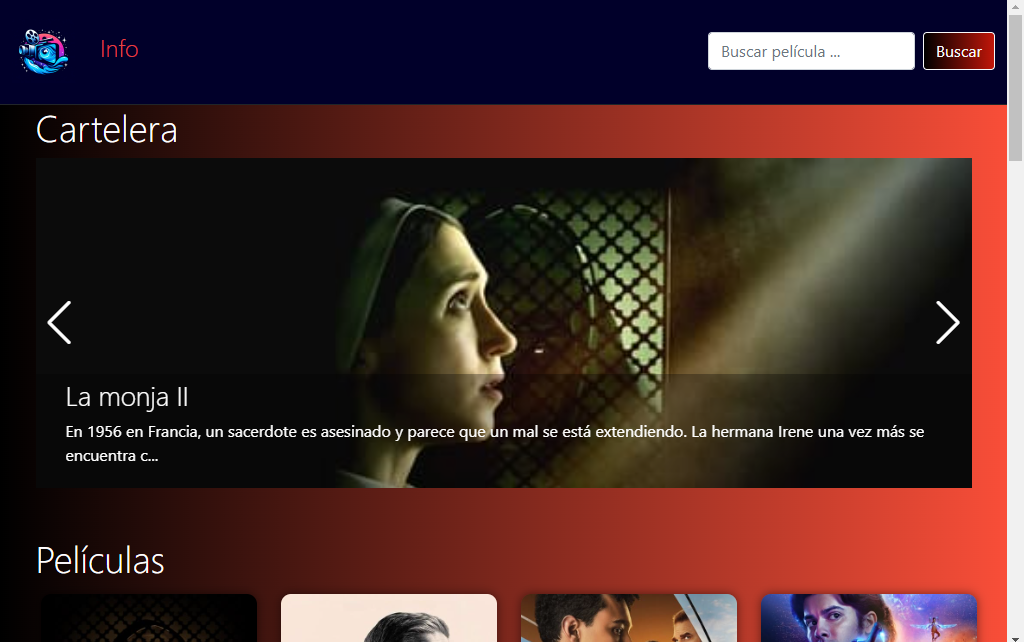 Info
Buscar película ...
Buscar
Cartelera
La monja II
En 1956 en Francia, un sacerdote es asesinado y parece que un mal se está extendiendo. La hermana Irene una vez más se
encuentra c...
Películas